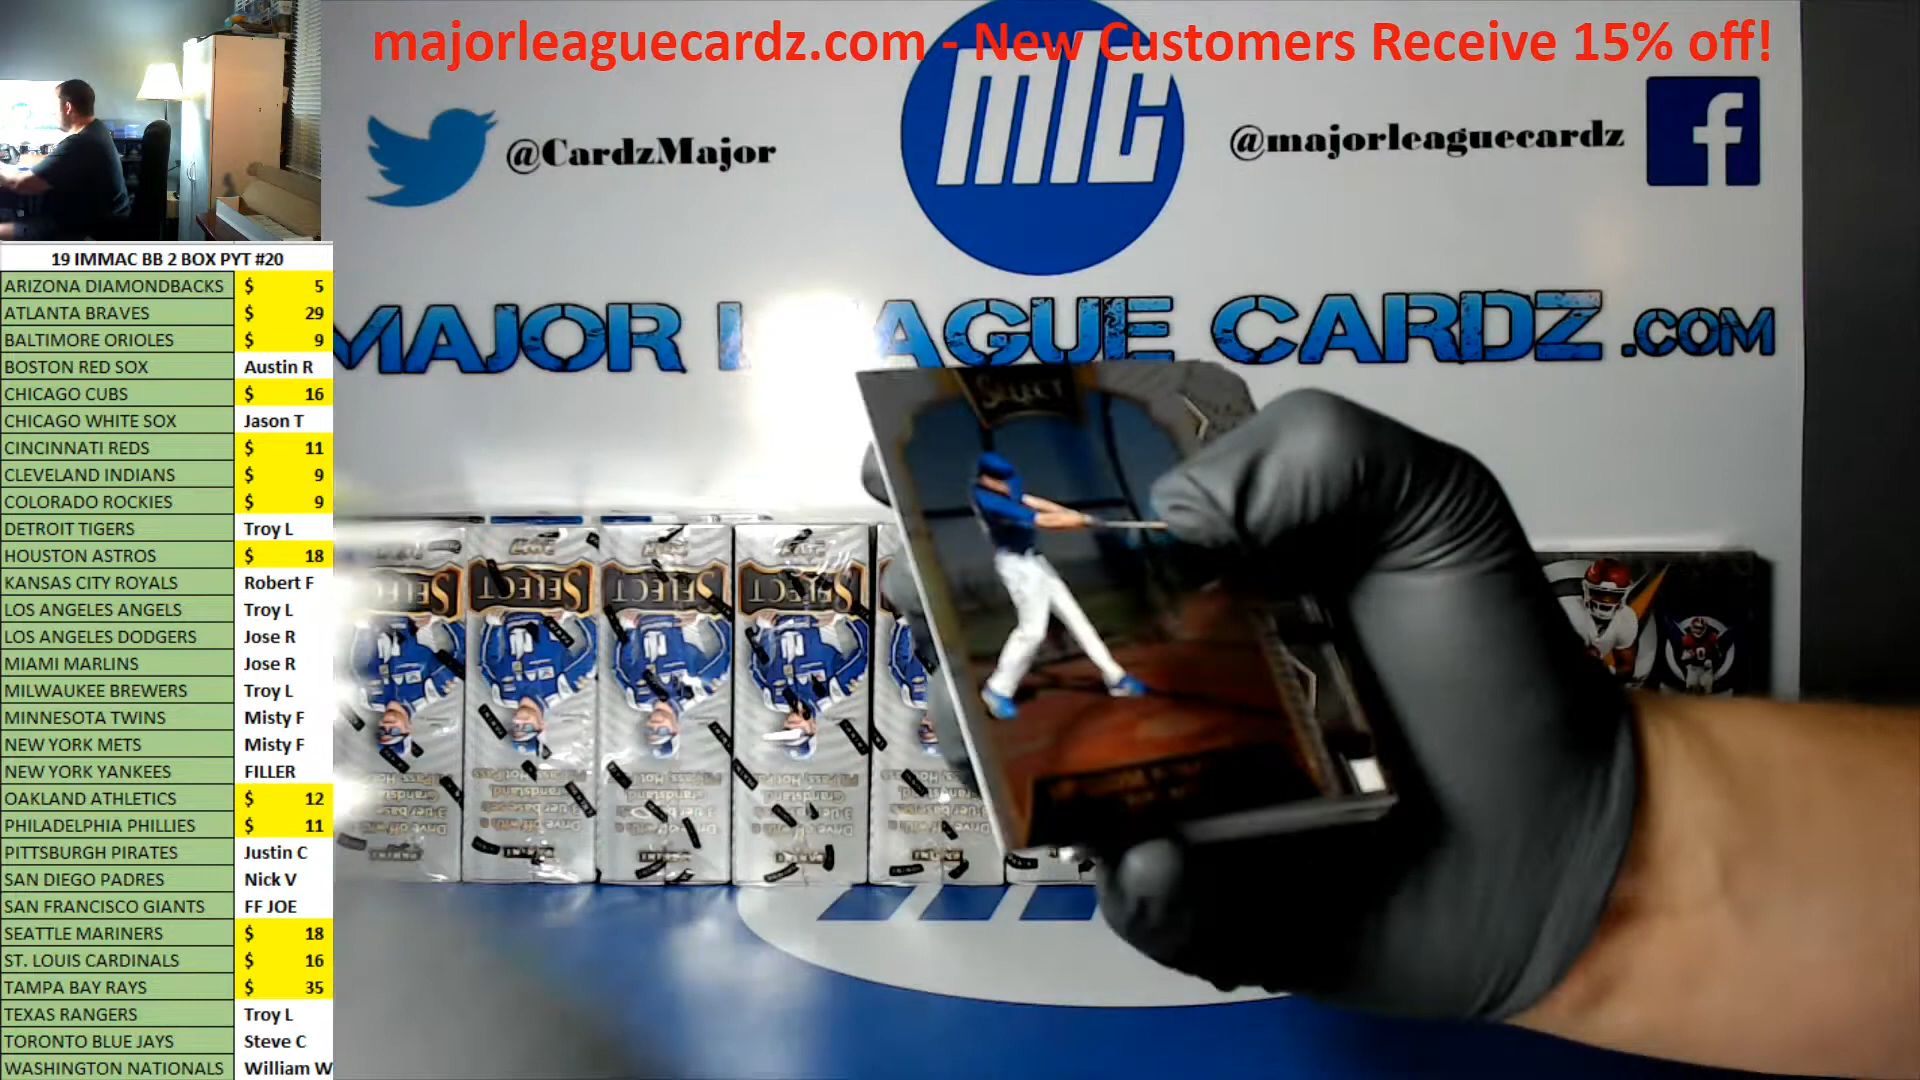 majorleaguecardz.com - New Customers Receive 15% off!
@CardzMajor
MLC
@majorleaguecardz
MAJOR LEAGUE CARDZ .COM
19 IMMAC BB 2 BOX PYT #20
ARIZONA DIAMONDBACKS $ 5
ATLANTA BRAVES $ 29
BALTIMORE ORIOLES $ 9
BOSTON RED SOX Austin R
CHICAGO CUBS $ 16
CHICAGO WHITE SOX Jason T
CINCINNATI REDS $ 11
CLEVELAND INDIANS $ 9
COLORADO ROCKIES $ 9
DETROIT TIGERS Troy L
HOUSTON ASTROS $ 18
KANSAS CITY ROYALS Robert F
LOS ANGELES ANGELS Troy L
LOS ANGELES DODGERS Jose R
MIAMI MARLINS Jose R
MILWAUKEE BREWERS Troy L
MINNESOTA TWINS Misty F
NEW YORK METS Misty F
NEW YORK YANKEES FILLER
OAKLAND ATHLETICS $ 12
PHILADELPHIA PHILLIES $ 11
PITTSBURGH PIRATES Justin C
SAN DIEGO PADRES Nick V
SAN FRANCISCO GIANTS FF JOE
SEATTLE MARINERS $ 18
ST. LOUIS CARDINALS $ 16
TAMPA BAY RAYS $ 35
TEXAS RANGERS Troy L
TORONTO BLUE JAYS Steve C
WASHINGTON NATIONALS William W
SELECT
SELECT
SELECT
SELECT
SELECT